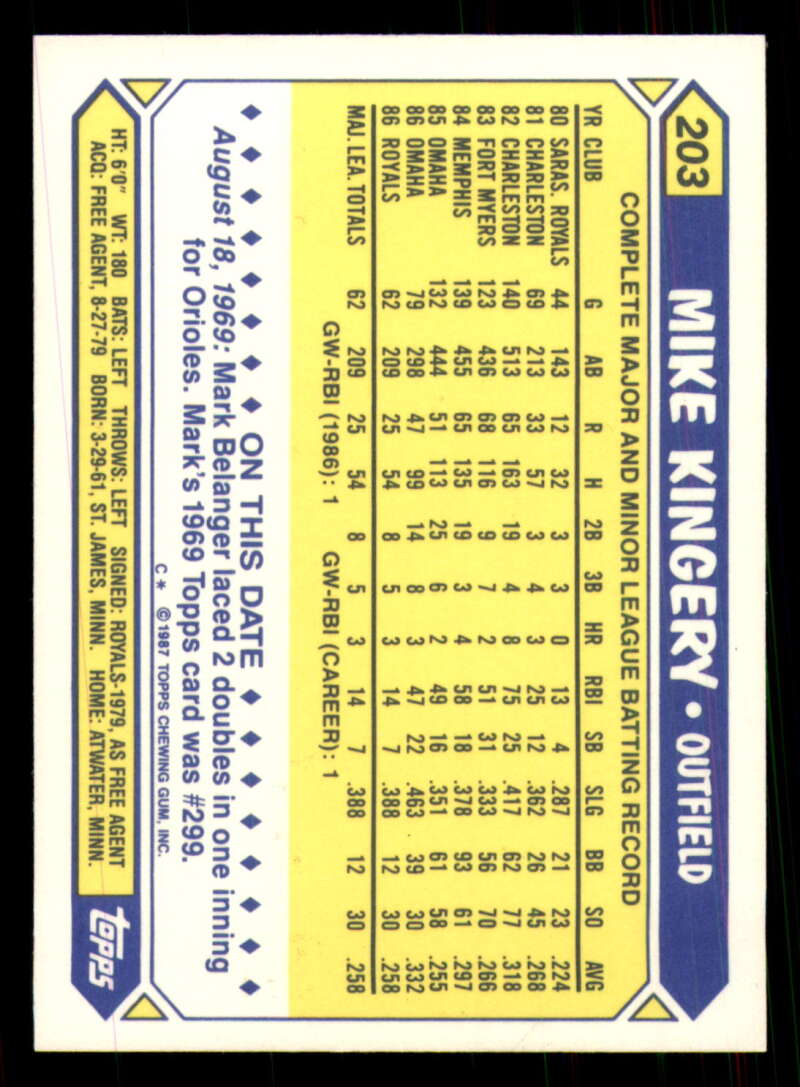 203
MIKE KINGERY • OUTFIELD
COMPLETE MAJOR AND MINOR LEAGUE BATTING RECORD
YR CLUB G AB R H 2B 3B HR RBI SB SLG BB SO AVG
80 SARAS. ROYALS 44 143 12 32 3 3 0 13 4 .287 21 23 .224
81 CHARLESTON 69 213 33 57 3 4 3 25 12 .362 26 45 .268
82 CHARLESTON 140 513 65 163 19 4 8 75 25 .417 62 77 .318
83 FORT MYERS 123 436 68 116 9 7 2 51 31 .333 56 70 .266
84 MEMPHIS 139 455 65 135 19 3 4 58 18 .378 93 61 .297
85 OMAHA 132 444 51 113 25 6 2 49 16 .351 61 58 .255
86 OMAHA 79 298 47 99 14 8 3 47 22 .463 39 30 .332
86 ROYALS 62 209 25 54 8 5 3 14 7 .388 12 30 .258
MAJ. LEA. TOTALS 62 209 25 54 8 5 3 14 7 .388 12 30 .258
GW-RBI (1986): 1 GW-RBI (CAREER): 1
ON THIS DATE
August 18, 1969: Mark Belanger laced 2 doubles in one inning
for Orioles. Mark's 1969 Topps card was #299.
C* ©1987 TOPPS CHEWING GUM, INC.
HT: 6'0" WT: 180 BATS: LEFT THROWS: LEFT SIGNED: ROYALS-1979, AS FREE AGENT
ACQ: FREE AGENT, 8-27-79 BORN: 3-29-61, ST. JAMES, MINN. HOME: ATWATER, MINN.
topps